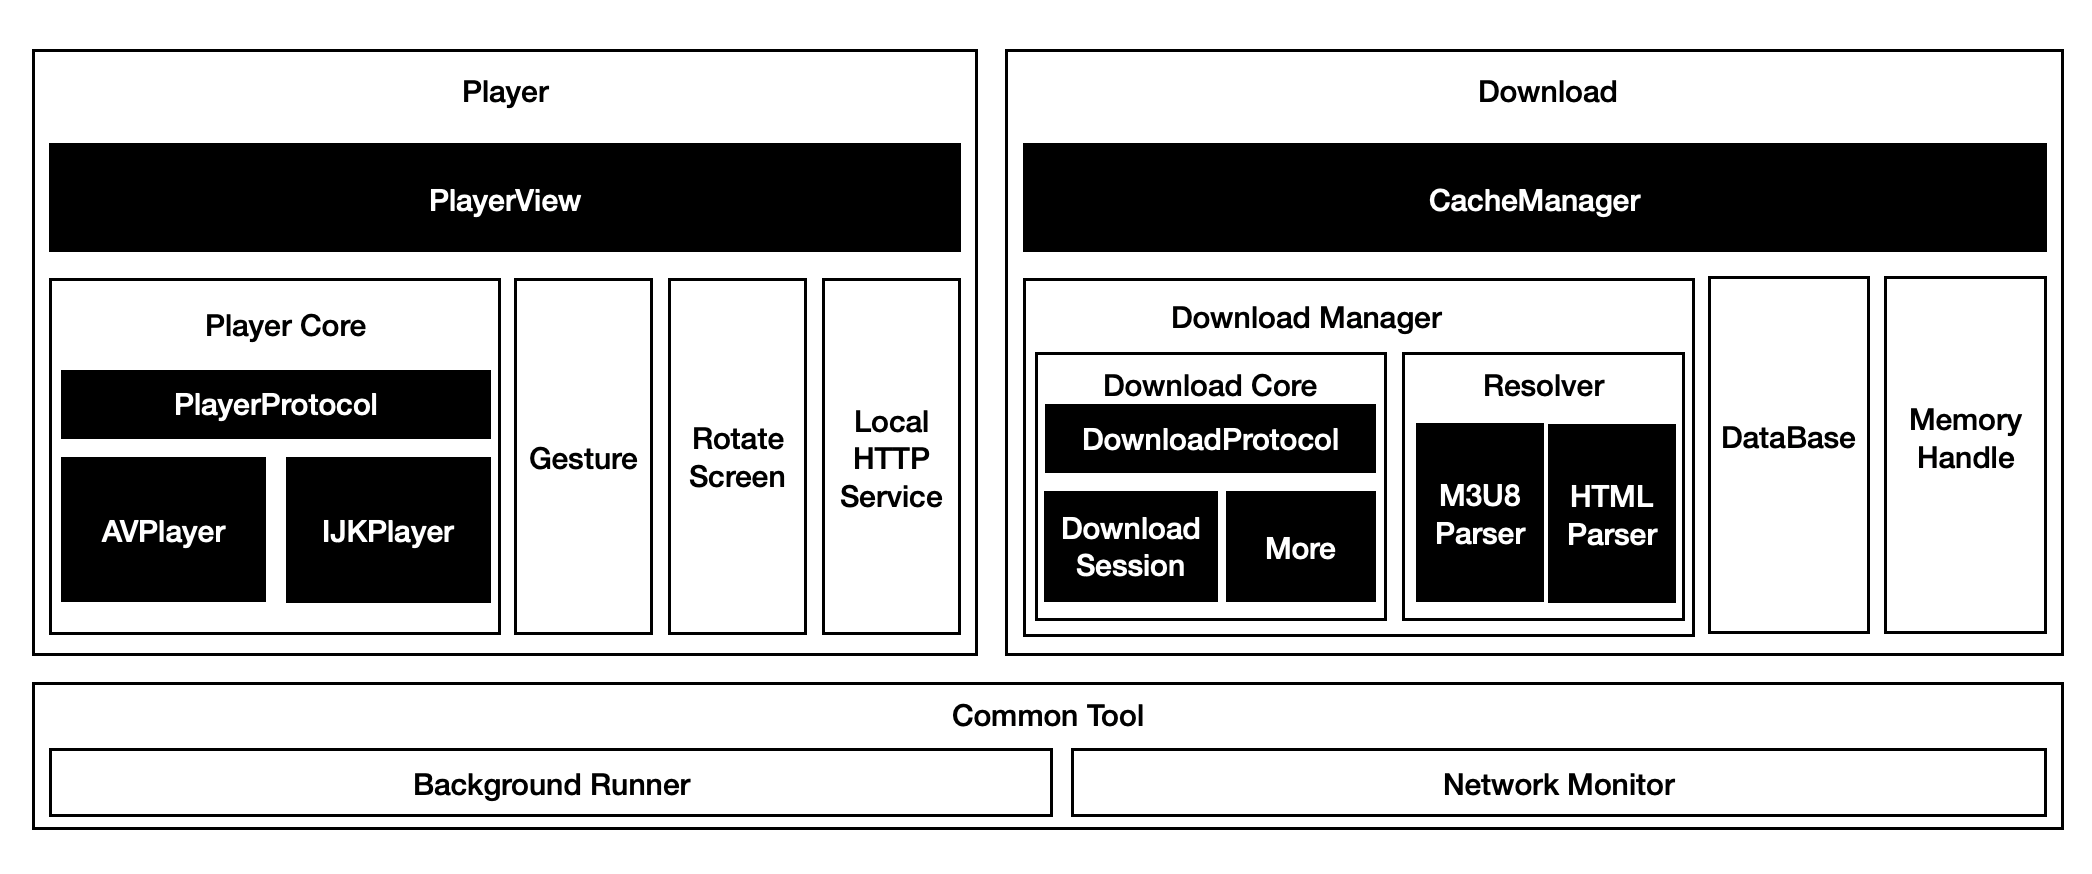 Player
PlayerView
Player Core
PlayerProtocol
AVPlayer
IJKPlayer
Gesture
Rotate
Screen
Local
HTTP
Service
Download
CacheManager
Download Manager
Download Core
DownloadProtocol
Download
Session
More
Resolver
M3U8
Parser
HTML
Parser
DataBase
Memory
Handle
Common Tool
Background Runner
Network Monitor